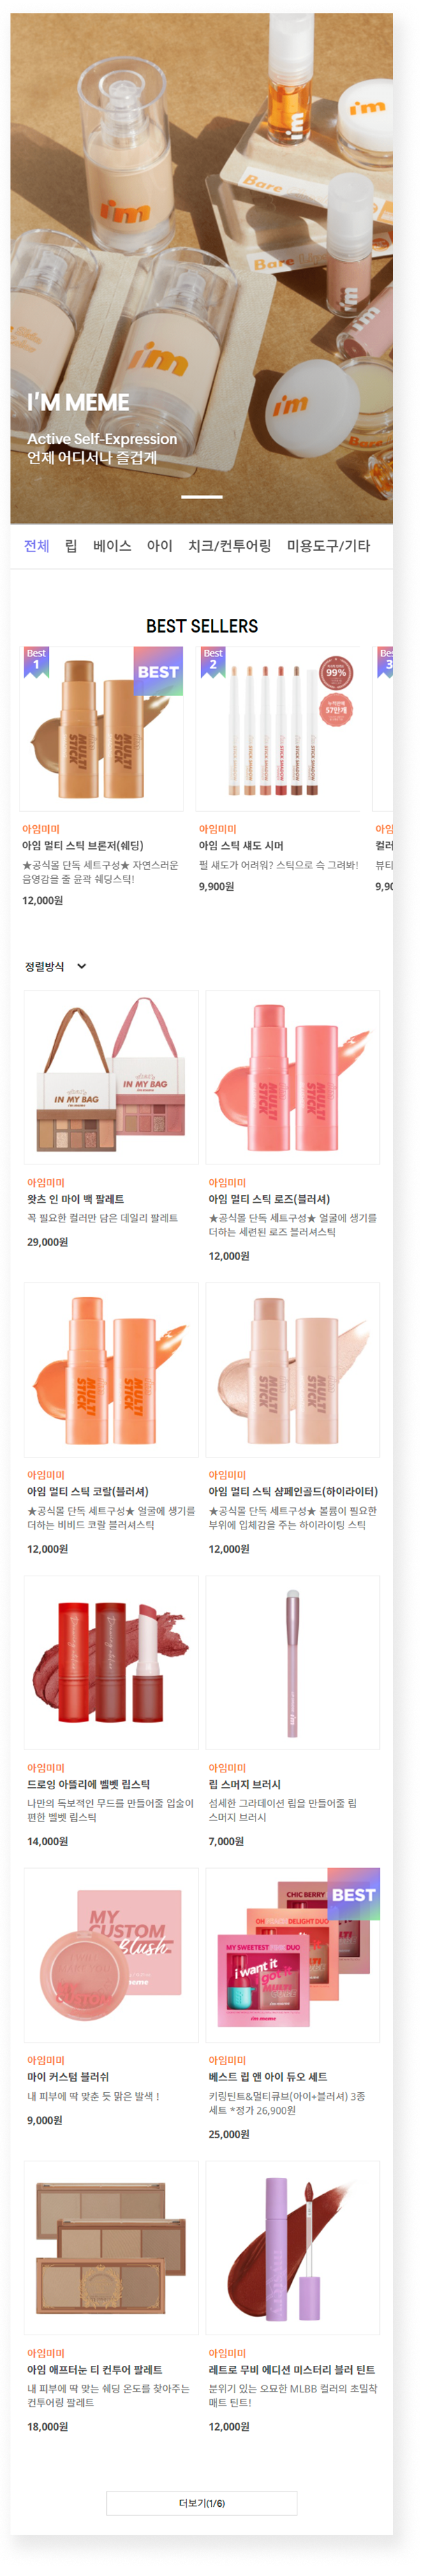 i'm
i'm
Bare
Bare
i'm
i'm
i'm
I'M MEME
Active Self-Expression
언제 어디서나 즐겁게
전체 립 베이스 아이 치크/컨투어링 미용도구/기타
BEST SELLERS
Best
1
BEST
MULTI
STICK
MULTI
STICK
Best
2
99%
57만개
Bes
3
아임미미
아임 멀티 스틱 브론저(쉐딩)
★공식몰 단독 세트구성★ 자연스러운
음영감을 줄 윤곽 쉐딩스틱!
12,000원
아임미미
아임 스틱 섀도 시머
펄 섀도가 어려워? 스틱으로 슥 그려봐!
9,900원
아임
컬러
뷰티
9,90
정렬방식
IN MY BAG
IN MY BAG
MULTI
STICK
MULTI
STICK
아임미미
왓츠 인 마이 백 팔레트
꼭 필요한 컬러만 담은 데일리 팔레트
29,000원
아임미미
아임 멀티 스틱 로즈(블러셔)
★공식몰 단독 세트구성★ 얼굴에 생기를
더하는 세련된 로즈 블러셔스틱
12,000원
MULTI
STICK
MULTI
STICK
MULTI
STICK
MULTI
STICK
아임미미
아임 멀티 스틱 코랄(블러셔)
★공식몰 단독 세트구성★ 얼굴에 생기를
더하는 비비드 코랄 블러셔스틱
12,000원
아임미미
아임 멀티 스틱 샴페인골드(하이라이터)
★공식몰 단독 세트구성★ 볼륨이 필요한
부위에 입체감을 주는 하이라이팅 스틱
12,000원
i'm
아임미미
드로잉 아뜰리에 벨벳 립스틱
나만의 독보적인 무드를 만들어줄 입술이
편한 벨벳 립스틱
14,000원
아임미미
립 스머지 브러시
섬세한 그라데이션 립을 만들어줄 립
스머지 브러시
7,000원
MY
CUSTOM
Blush
meme
BEST
CHIC BERRY
OH PEACH DELIGHT DUO
MY SWEETEST RED DUO
i want it
got it
MULTI
i'm meme
아임미미
마이 커스텀 블러쉬
내 피부에 딱 맞춘 듯 맑은 발색 !
9,000원
아임미미
베스트 립 앤 아이 듀오 세트
키링틴트&멀티큐브(아이+블러셔) 3종
세트 *정가 26,900원
25,000원
아임미미
아임 애프터눈 티 컨투어 팔레트
내 피부에 딱 맞는 쉐딩 온도를 찾아주는
컨투어링 팔레트
18,000원
아임미미
레트로 무비 에디션 미스터리 블러 틴트
분위기 있는 오묘한 MLBB 컬러의 초밀착
매트 틴트!
12,000원
더보기(1/6)